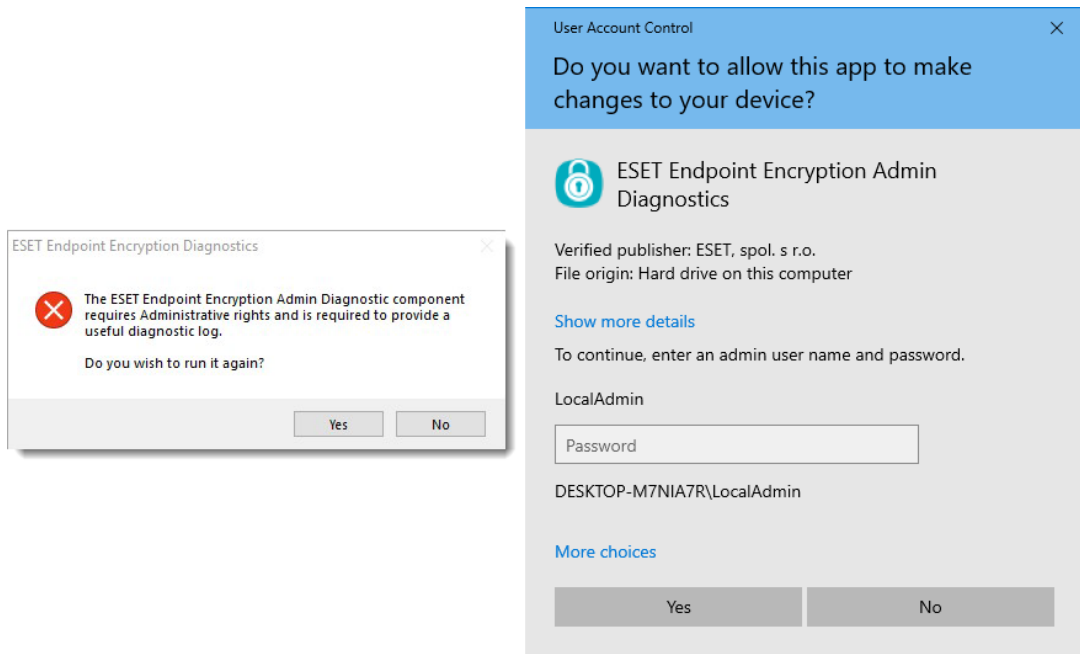 ESET Endpoint Encryption Diagnostics
The ESET Endpoint Encryption Admin Diagnostic component
requires Administrative rights and is required to provide a
useful diagnostic log.
Do you wish to run it again?
Yes
No
User Account Control
Do you want to allow this app to make
changes to your device?
ESET Endpoint Encryption Admin
Diagnostics
Verified publisher: ESET, spol. s r.o.
File origin: Hard drive on this computer
Show more details
To continue, enter an admin user name and password.
LocalAdmin
Password
DESKTOP-M7NIA7R\LocalAdmin
More choices
Yes
No